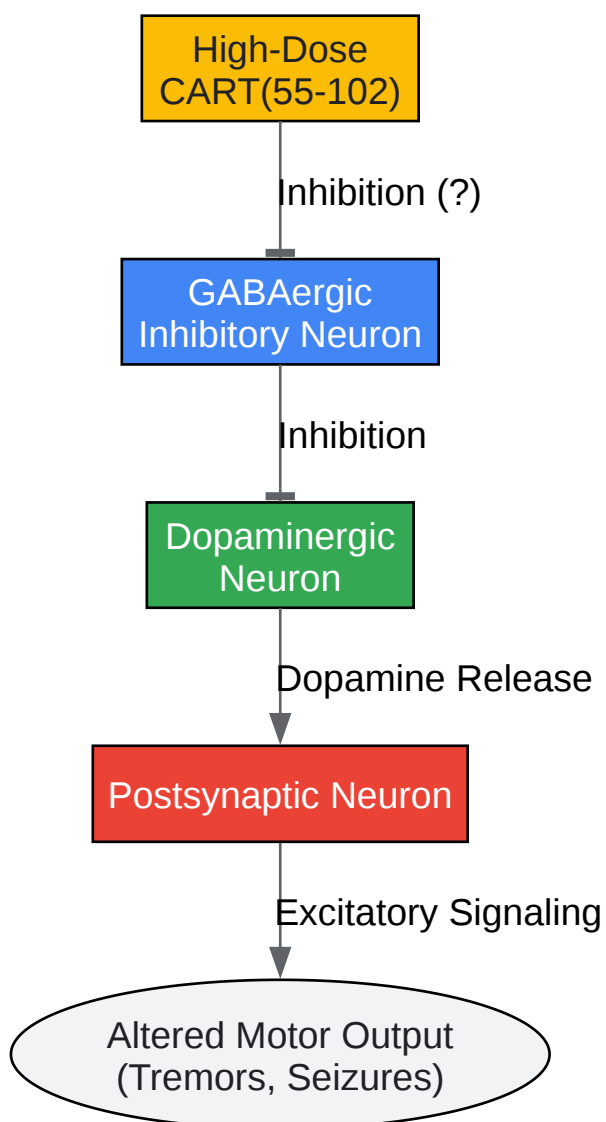 High-Dose
CART(55-102)
Inhibition (?)
GABAergic
Inhibitory Neuron
Inhibition
Dopaminergic
Neuron
Dopamine Release
Postsynaptic Neuron
Excitatory Signaling
Altered Motor Output
(Tremors, Seizures)